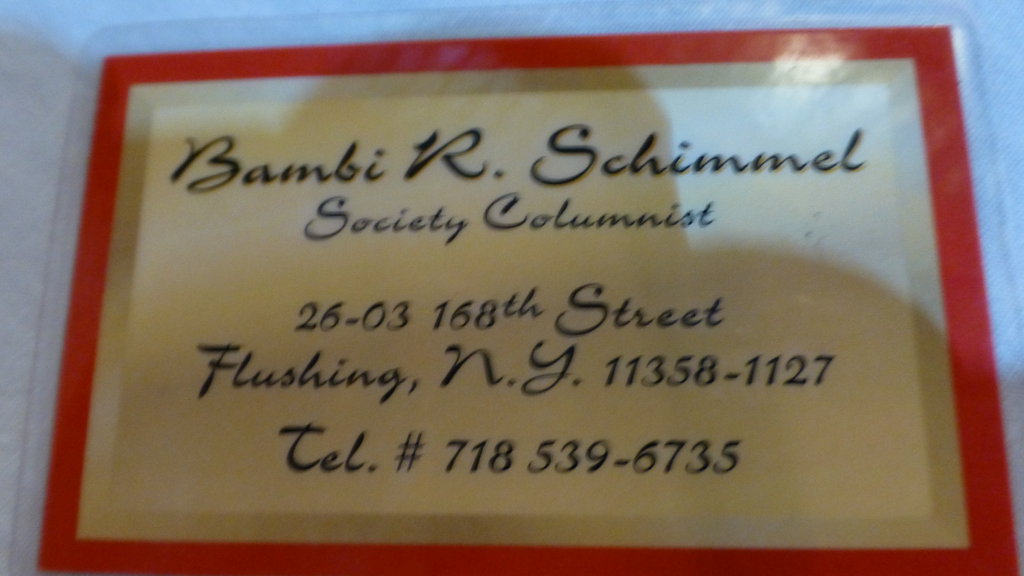 Bambi R. Schimmel
Society Columnist
26-03 168th Street
Flushing, N.Y. 11358-1127
Tel. # 718 539-6735